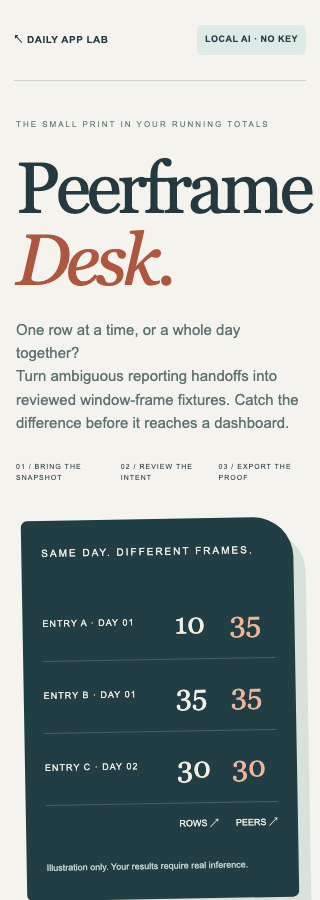 ↖ DAILY APP LAB
LOCAL AI · NO KEY
THE SMALL PRINT IN YOUR RUNNING TOTALS
Peerframe
Desk.
One row at a time, or a whole day
together?
Turn ambiguous reporting handoffs into
reviewed window-frame fixtures. Catch the
difference before it reaches a dashboard.
01 / BRING THE
SNAPSHOT
02 / REVIEW THE
INTENT
03 / EXPORT THE
PROOF
SAME DAY. DIFFERENT FRAMES.
ENTRY A · DAY 01 10 35
ENTRY B · DAY 01 35 35
ENTRY C · DAY 02 30 30
ROWS ↗ PEERS ↗
Illustration only. Your results require real inference.